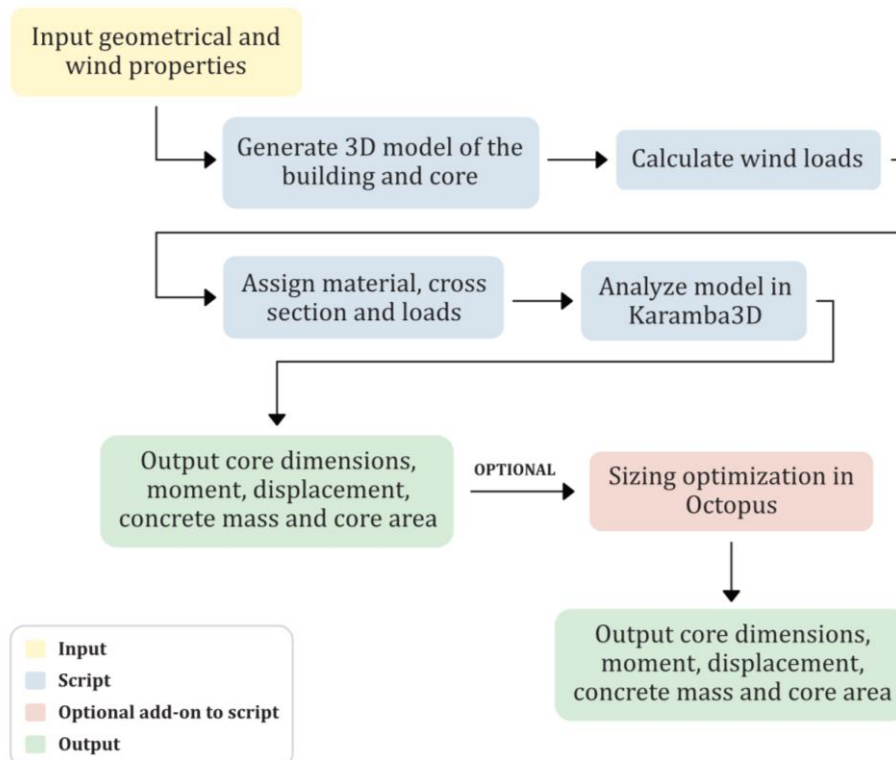 Input geometrical and
wind properties
Generate 3D model of the
building and core
Calculate wind loads
Assign material, cross
section and loads
Analyze model in
Karamba3D
Output core dimensions,
moment, displacement,
concrete mass and core area
OPTIONAL
Sizing optimization in
Octopus
Output core dimensions,
moment, displacement,
concrete mass and core area
Input
Script
Optional add-on to script
Output